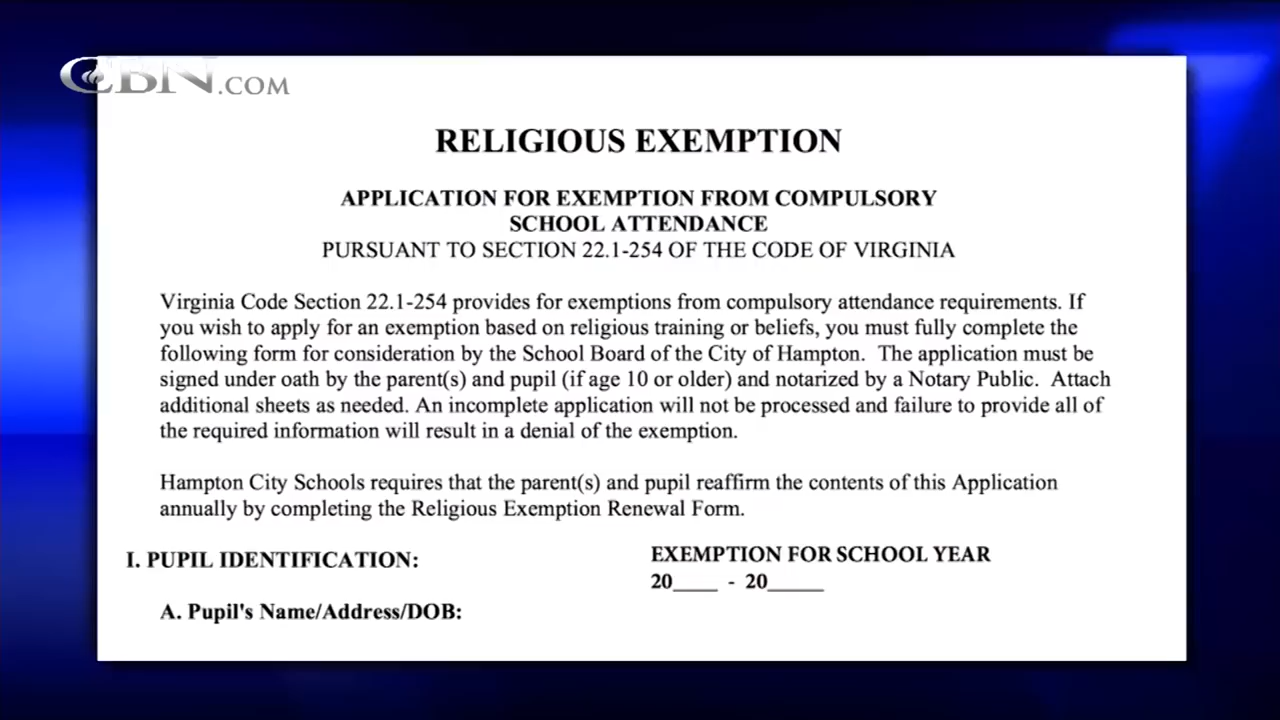 CBN.COM
RELIGIOUS EXEMPTION
APPLICATION FOR EXEMPTION FROM COMPULSORY
SCHOOL ATTENDANCE
PURSUANT TO SECTION 22.1-254 OF THE CODE OF VIRGINIA
Virginia Code Section 22.1-254 provides for exemptions from compulsory attendance requirements. If
you wish to apply for an exemption based on religious training or beliefs, you must fully complete the
following form for consideration by the School Board of the City of Hampton.  The application must be
signed under oath by the parent(s) and pupil (if age 10 or older) and notarized by a Notary Public.  Attach
additional sheets as needed. An incomplete application will not be processed and failure to provide all of
the required information will result in a denial of the exemption.
Hampton City Schools requires that the parent(s) and pupil reaffirm the contents of this Application
annually by completing the Religious Exemption Renewal Form.
I. PUPIL IDENTIFICATION:
EXEMPTION FOR SCHOOL YEAR
20____ - 20_____
A. Pupil's Name/Address/DOB: